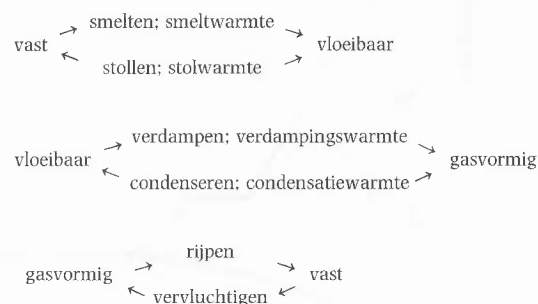 smelten; smeltwarmte
vast
vloeibaar
stollen; stolwarmte
verdampen; verdampingswarmte
vloeibaar
gasvormig
condenseren; condensatiewarmte
rijpen
gasvormig
vast
vervluchtigen